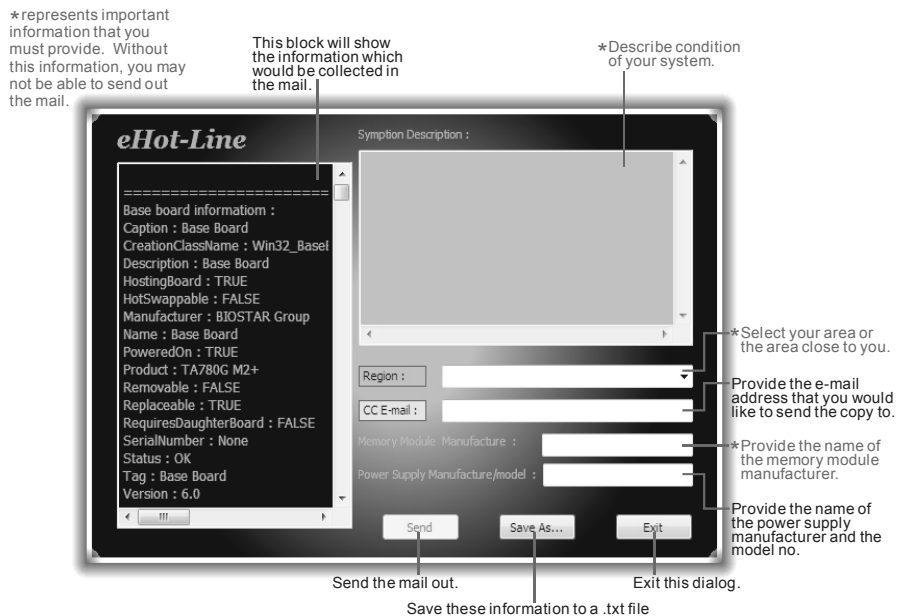 *represents important
information that you
must provide. Without
this information, you may
not be able to send out
the mail.
This block will show
the information which
would be collected in
the mail.
*Describe condition
of your system.
eHot-Line
Symption Description :
=======================
Base board informatiom :
Caption : Base Board
CreationClassName : Win32_BaseB
Description : Base Board
HostingBoard : TRUE
HotSwappable : FALSE
Manufacturer : BIOSTAR Group
Name : Base Board
PoweredOn : TRUE
Product : TA780G M2+
Removable : FALSE
Replaceable : TRUE
RequiresDaughterBoard : FALSE
SerialNumber : None
Status : OK
Tag : Base Board
Version : 6.0
Region :
*Select your area or
the area close to you.
CC E-mail :
Provide the e-mail
address that you would
like to send the copy to.
Memory Module Manufacture :
*Provide the name of
the memory module
manufacturer.
Power Supply Manufacture/model :
Provide the name of
the power supply
manufacturer and the
model no.
Send
Save As...
Exit
Send the mail out.
Exit this dialog.
Save these information to a .txt file